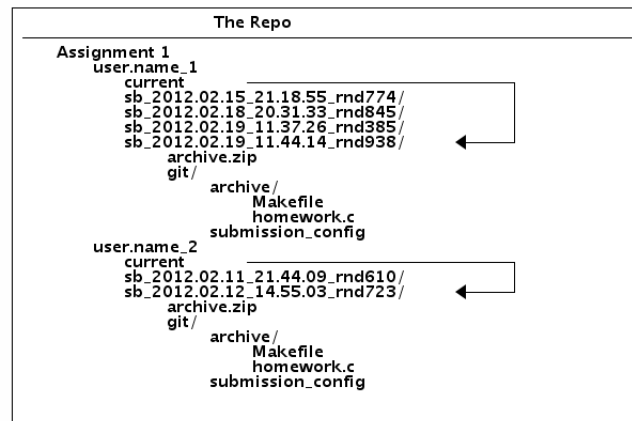 The Repo
Assignment 1
user.name_1
current
sb_2012.02.15_21.18.55_rnd774/
sb_2012.02.18_20.31.33_rnd845/
sb_2012.02.19_11.37.26_rnd385/
sb_2012.02.19_11.44.14_rnd938/
archive.zip
git/
archive/
Makefile
homework.c
submission_config
user.name_2
current
sb_2012.02.11_21.44.09_rnd610/
sb_2012.02.12_14.55.03_rnd723/
archive.zip
git/
archive/
Makefile
homework.c
submission_config